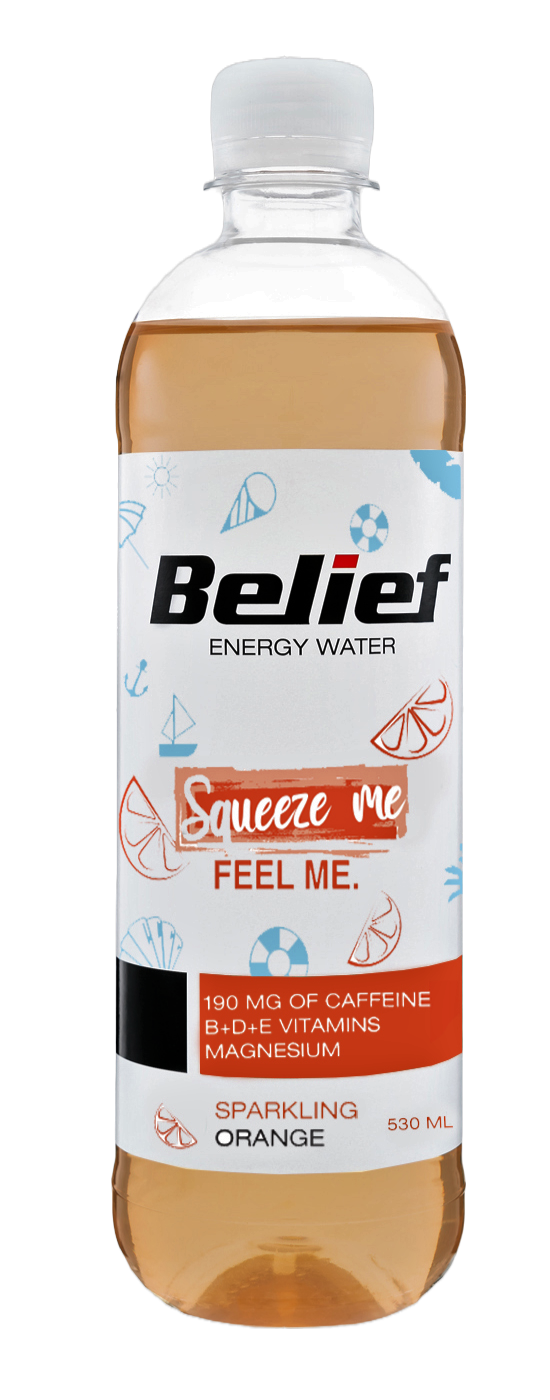 Belief
ENERGY WATER
Squeeze me
FEEL ME.
190 MG OF CAFFEINE
B+D+E VITAMINS
MAGNESIUM
SPARKLING
ORANGE
530 ML